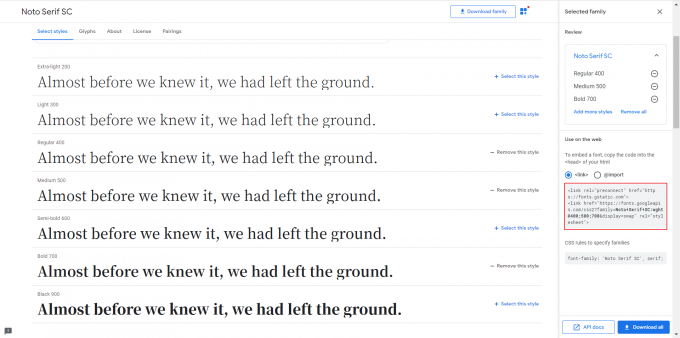 Noto Serif SC
Download family
Select styles Glyphs About License Pairings
Extra-light 200
Almost before we knew it, we had left the ground.
+ Select this style
Light 300
Almost before we knew it, we had left the ground.
+ Select this style
Regular 400
Almost before we knew it, we had left the ground.
— Remove this style
Medium 500
Almost before we knew it, we had left the ground.
— Remove this style
Semi-bold 600
Almost before we knew it, we had left the ground.
+ Select this style
Bold 700
Almost before we knew it, we had left the ground.
— Remove this style
Black 900
Almost before we knew it, we had left the ground.
+ Select this style
Selected family
Review
Noto Serif SC
Regular 400
Medium 500
Bold 700
Add more styles Remove all
Use on the web
To embed a font, copy the code into the
<head> of your html
<link> @import
<link rel="preconnect" href="http
s://fonts.gstatic.com">
<link href="https://fonts.googleapi
s.com/css2?family=Noto+Serif+SC:wght
@400;500;700&display=swap" rel="styl
esheet">
CSS rules to specify families
font-family: 'Noto Serif SC', serif;
API docs
Download all